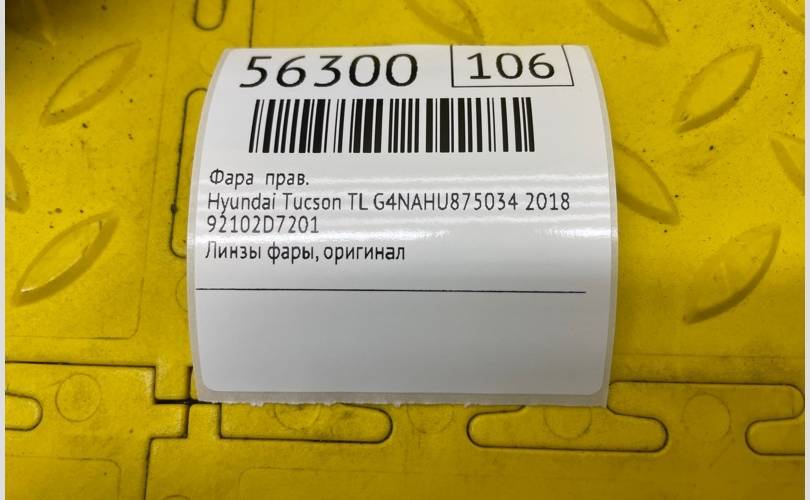 56300 106
Фара прав.
Hyundai Tucson TL G4NAHU875034 2018
92102D7201
Линзы фары, оригинал